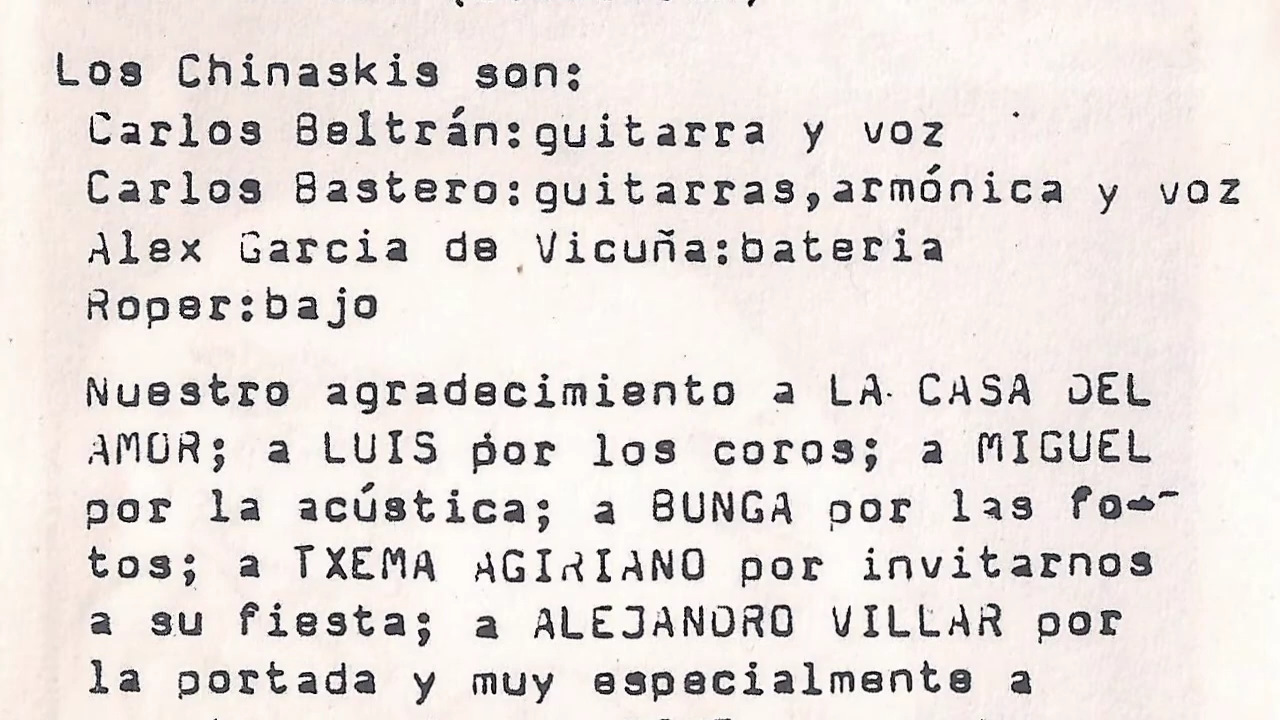 Los Chinaskis son:
Carlos Beltrán:guitarra y voz
Carlos Bastero:guitarras,armónica y voz
Alex Garcia de Vicuña:bateria
Roper:bajo
Nuestro agradecimiento a LA CASA DEL
AMOR; a LUIS por los coros; a MIGUEL
por la acústica; a BUNGA por las fo-
tos; a TXEMA AGIRIANO por invitarnos
a su fiesta; a ALEJANDRO VILLAR por
la portada y muy especialmente a